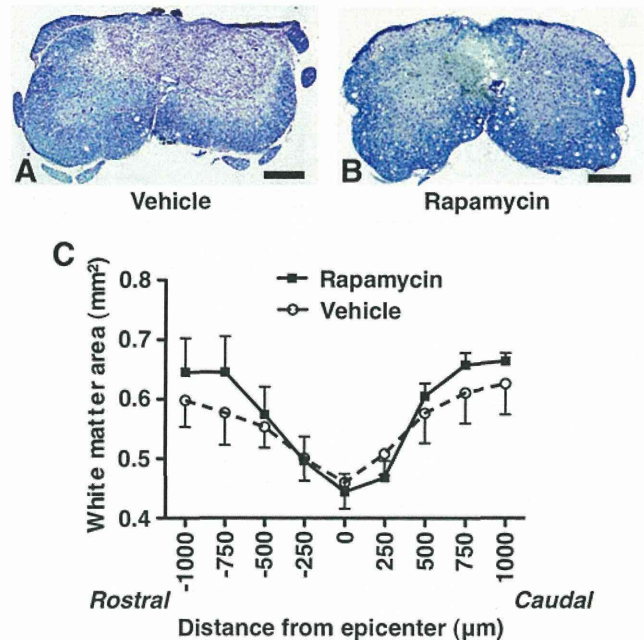 A
B
Vehicle
Rapamycin
C
White matter area (mm²)
0.8
0.7
0.6
0.5
0.4
Rapamycin
Vehicle
-1000
-750
-500
-250
0
250
500
750
1000
Rostral
Caudal
Distance from epicenter (μm)